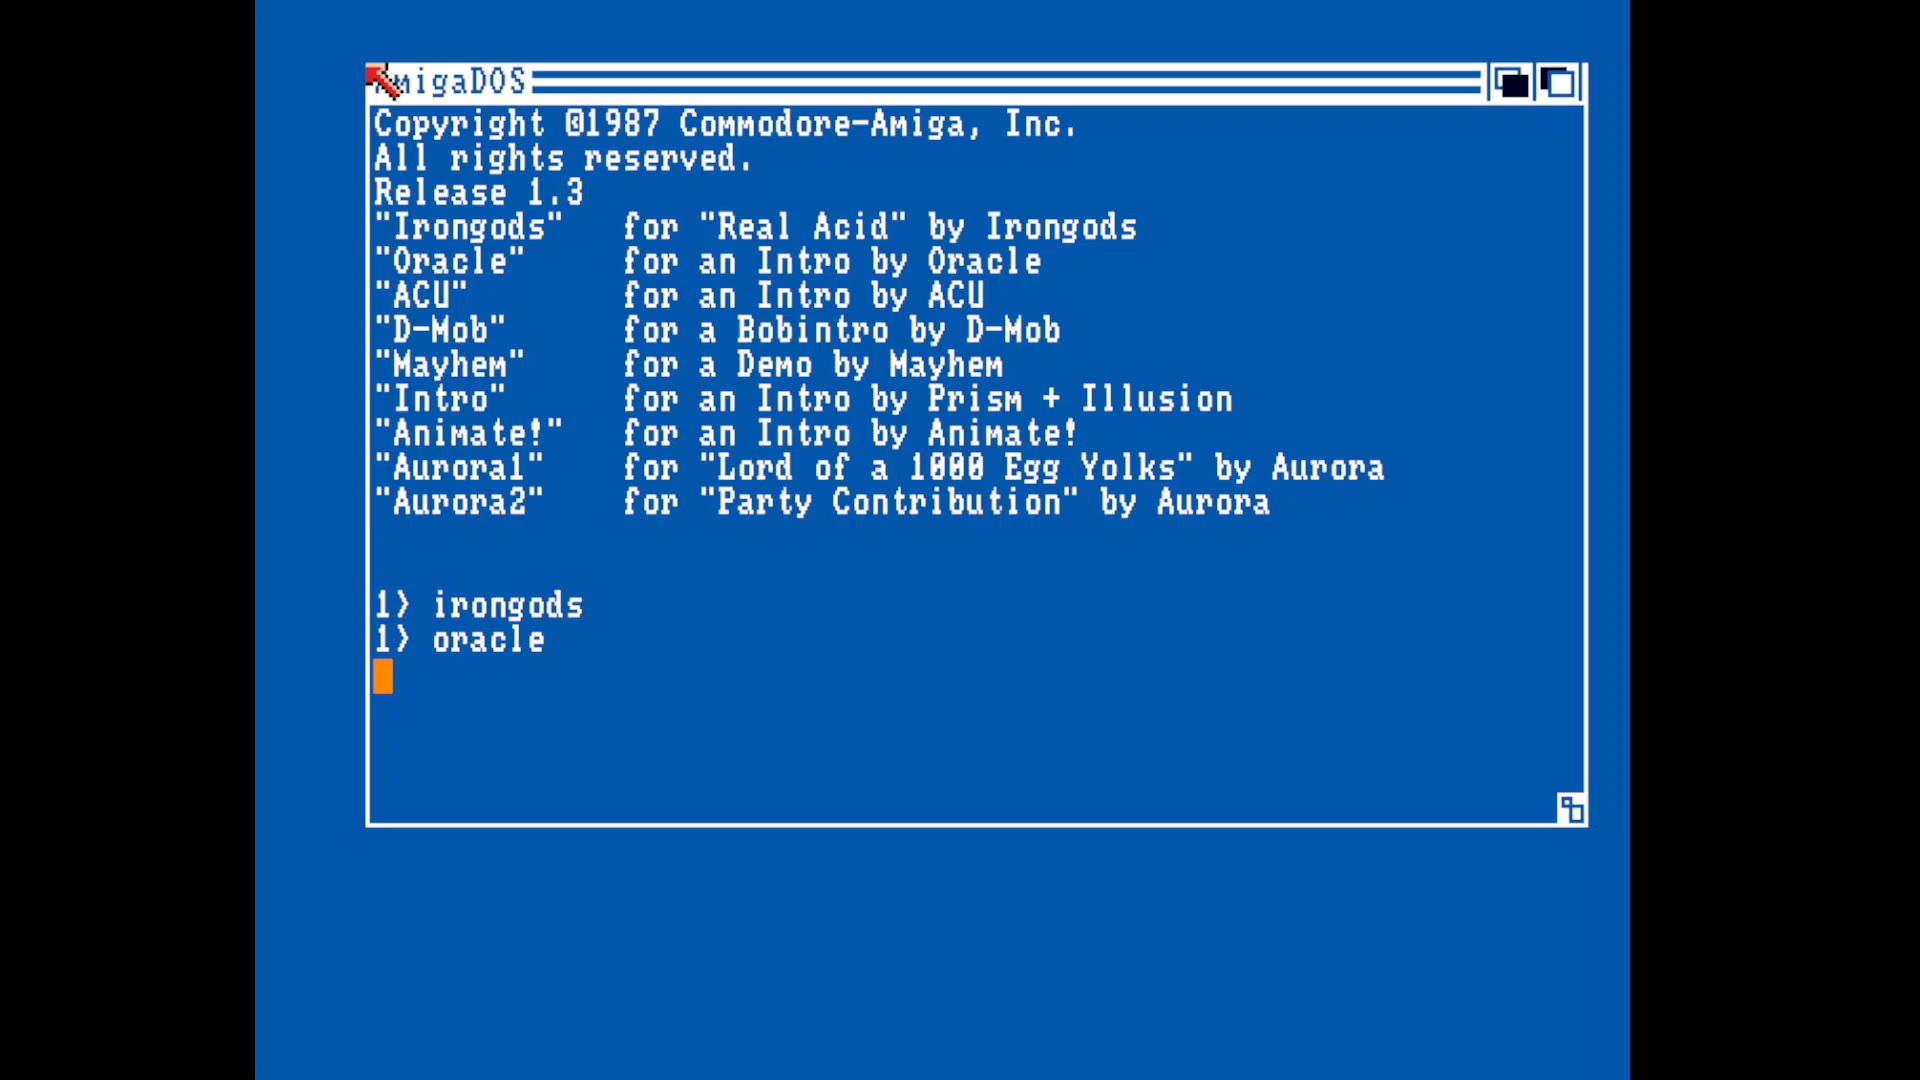 AmigaDOS
Copyright ©1987 Commodore-Amiga, Inc.
All rights reserved.
Release 1.3
"Irongods"   for "Real Acid" by Irongods
"Oracle"     for an Intro by Oracle
"ACU"        for an Intro by ACU
"D-Mob"      for a Bobintro by D-Mob
"Mayhem"     for a Demo by Mayhem
"Intro"      for an Intro by Prism + Illusion
"Animate!"   for an Intro by Animate!
"Aurora1"    for "Lord of a 1000 Egg Yolks" by Aurora
"Aurora2"    for "Party Contribution" by Aurora
1> irongods
1> oracle